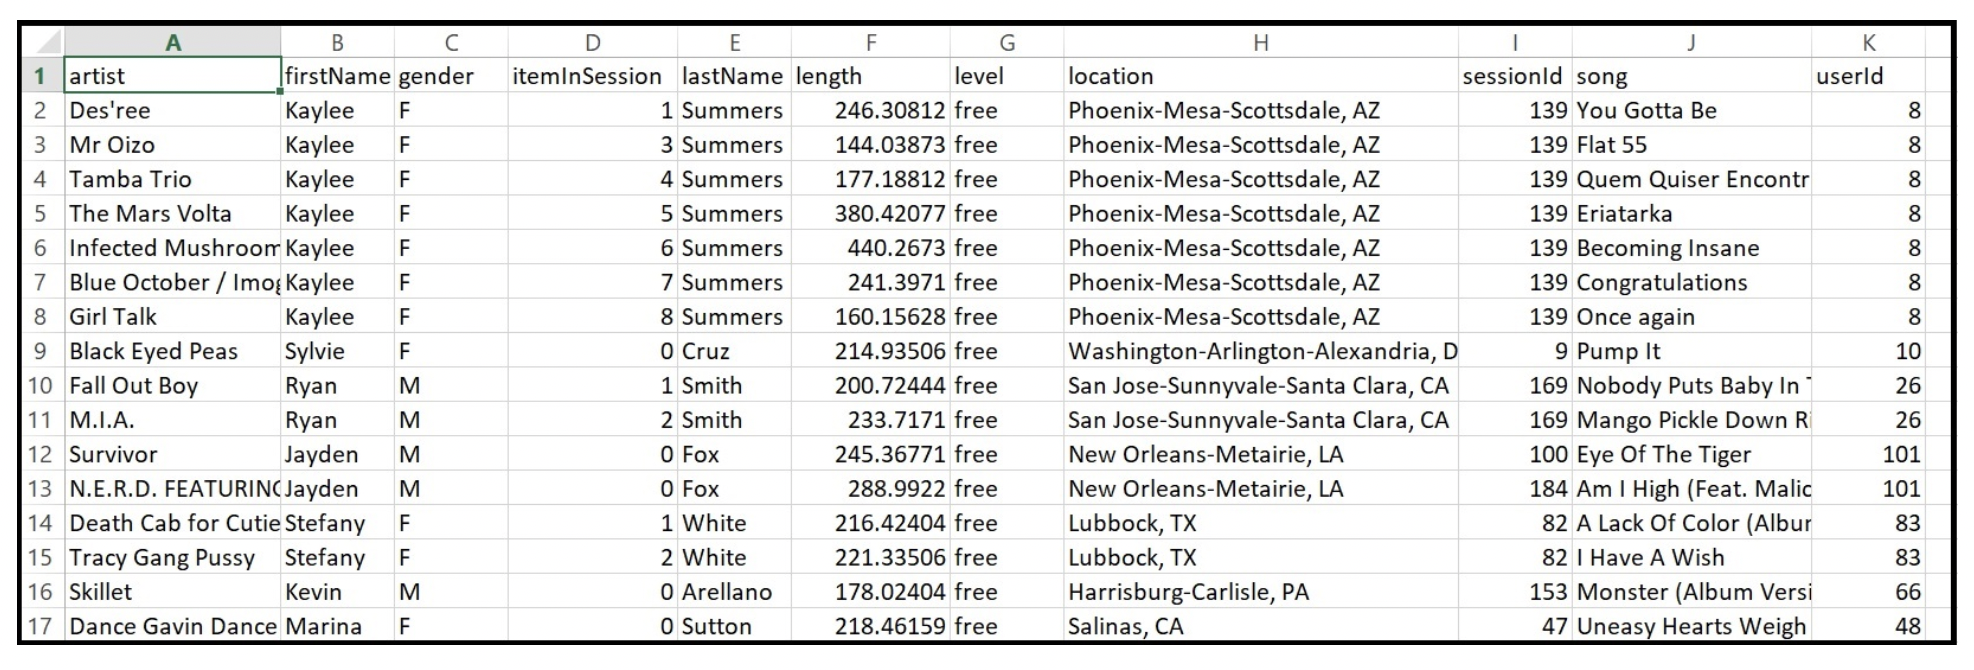 A B C D E F G H I J K
1 artist firstName gender itemInSession lastName length level location sessionId song userId
2 Des'ree Kaylee F 1 Summers 246.30812 free Phoenix-Mesa-Scottsdale, AZ 139 You Gotta Be 8
3 Mr Oizo Kaylee F 3 Summers 144.03873 free Phoenix-Mesa-Scottsdale, AZ 139 Flat 55 8
4 Tamba Trio Kaylee F 4 Summers 177.18812 free Phoenix-Mesa-Scottsdale, AZ 139 Quem Quiser Encontr 8
5 The Mars Volta Kaylee F 5 Summers 380.42077 free Phoenix-Mesa-Scottsdale, AZ 139 Eriatarka 8
6 Infected Mushroom Kaylee F 6 Summers 440.2673 free Phoenix-Mesa-Scottsdale, AZ 139 Becoming Insane 8
7 Blue October / Imog Kaylee F 7 Summers 241.3971 free Phoenix-Mesa-Scottsdale, AZ 139 Congratulations 8
8 Girl Talk Kaylee F 8 Summers 160.15628 free Phoenix-Mesa-Scottsdale, AZ 139 Once again 8
9 Black Eyed Peas Sylvie F 0 Cruz 214.93506 free Washington-Arlington-Alexandria, D 9 Pump It 10
10 Fall Out Boy Ryan M 1 Smith 200.72444 free San Jose-Sunnyvale-Santa Clara, CA 169 Nobody Puts Baby In 26
11 M.I.A. Ryan M 2 Smith 233.7171 free San Jose-Sunnyvale-Santa Clara, CA 169 Mango Pickle Down Ri 26
12 Survivor Jayden M 0 Fox 245.36771 free New Orleans-Metairie, LA 100 Eye Of The Tiger 101
13 N.E.R.D. FEATURING Jayden M 0 Fox 288.9922 free New Orleans-Metairie, LA 184 Am I High (Feat. Malic 101
14 Death Cab for Cutie Stefany F 1 White 216.42404 free Lubbock, TX 82 A Lack Of Color (Albur 83
15 Tracy Gang Pussy Stefany F 2 White 221.33506 free Lubbock, TX 82 I Have A Wish 83
16 Skillet Kevin M 0 Arellano 178.02404 free Harrisburg-Carlisle, PA 153 Monster (Album Versi 66
17 Dance Gavin Dance Marina F 0 Sutton 218.46159 free Salinas, CA 47 Uneasy Hearts Weigh 48